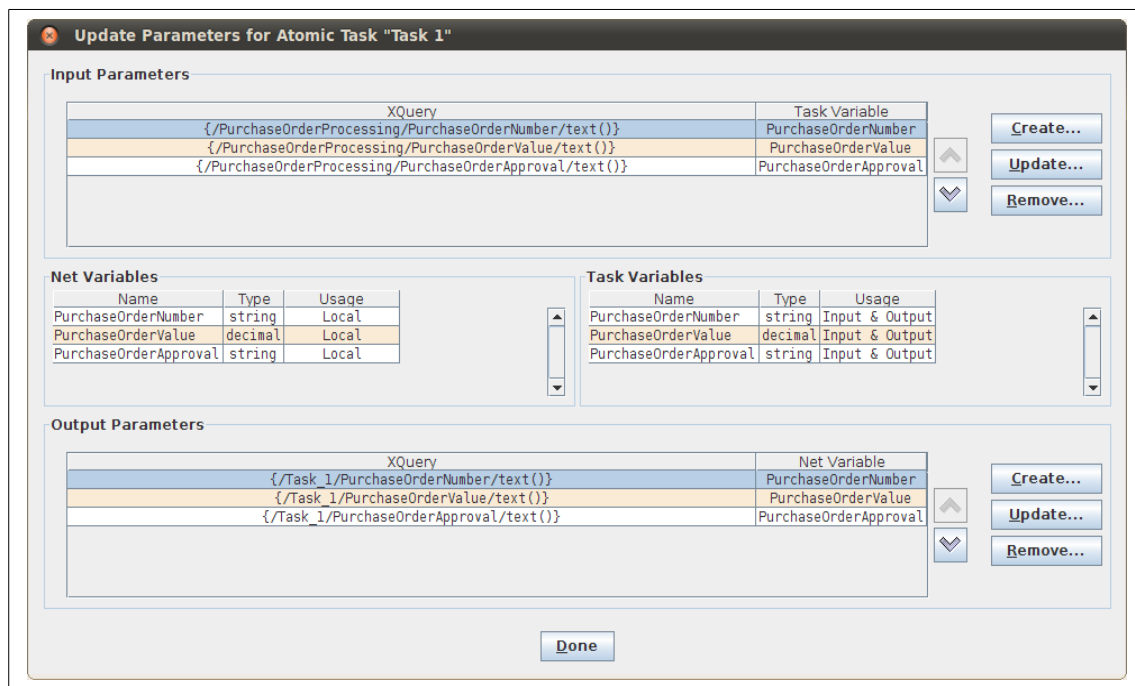 Update Parameters for Atomic Task "Task 1"
Input Parameters
XQuery Task Variable
{/PurchaseOrderProcessing/PurchaseOrderNumber/text()} PurchaseOrderNumber
{/PurchaseOrderProcessing/PurchaseOrderValue/text()} PurchaseOrderValue
{/PurchaseOrderProcessing/PurchaseOrderApproval/text()} PurchaseOrderApproval
Create...
Update...
Remove...
Net Variables
Name Type Usage
PurchaseOrderNumber string Local
PurchaseOrderValue decimal Local
PurchaseOrderApproval string Local
Task Variables
Name Type Usage
PurchaseOrderNumber string Input & Output
PurchaseOrderValue decimal Input & Output
PurchaseOrderApproval string Input & Output
Output Parameters
XQuery Net Variable
{/Task_1/PurchaseOrderNumber/text()} PurchaseOrderNumber
{/Task_1/PurchaseOrderValue/text()} PurchaseOrderValue
{/Task_1/PurchaseOrderApproval/text()} PurchaseOrderApproval
Create...
Update...
Remove...
Done